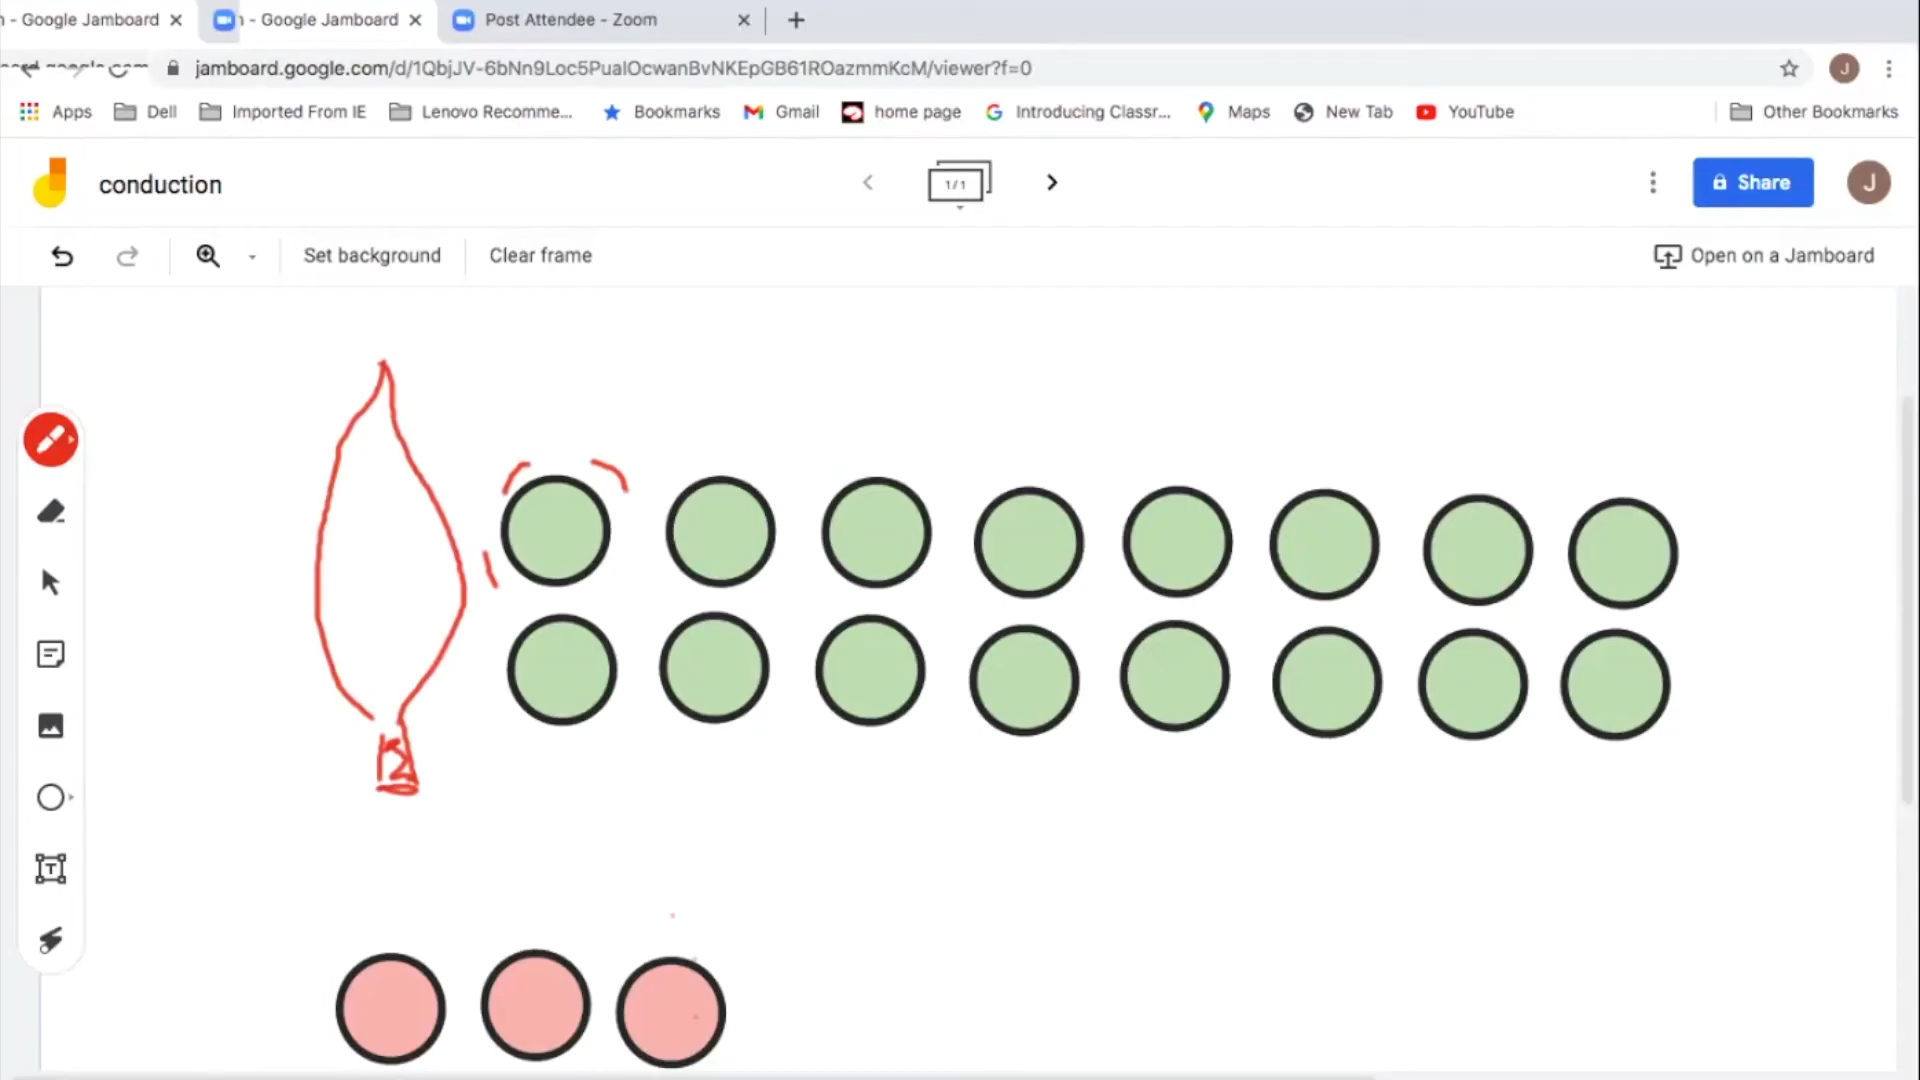 n - Google Jamboard
n - Google Jamboard
Post Attendee - Zoom
jamboard.google.com/d/1QbjJV-6bNn9Loc5PualOcwanBvNKEpGB61ROazmmKcM/viewer?f=0
J
Apps
Dell
Imported From IE
Lenovo Recomme...
Bookmarks
Gmail
home page
Introducing Classr...
Maps
New Tab
YouTube
Other Bookmarks
conduction
1/1
Share
J
Set background
Clear frame
Open on a Jamboard